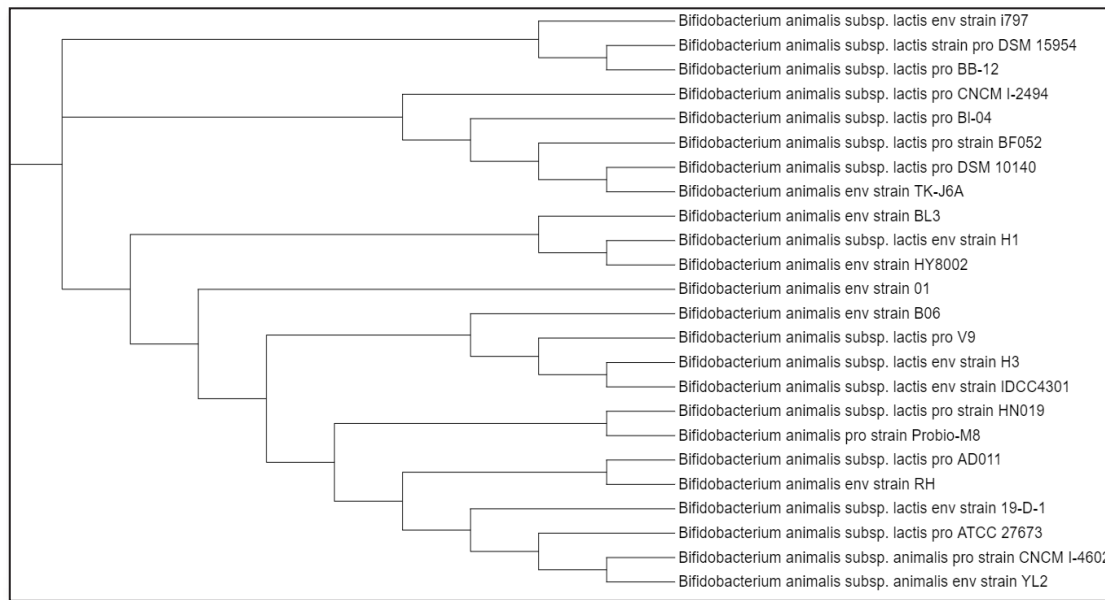 Bifidobacterium animalis subsp. lactis env strain i797
Bifidobacterium animalis subsp. lactis strain pro DSM 15954
Bifidobacterium animalis subsp. lactis pro BB-12
Bifidobacterium animalis subsp. lactis pro CNCM I-2494
Bifidobacterium animalis subsp. lactis pro Bl-04
Bifidobacterium animalis subsp. lactis pro strain BF052
Bifidobacterium animalis subsp. lactis pro DSM 10140
Bifidobacterium animalis env strain TK-J6A
Bifidobacterium animalis env strain BL3
Bifidobacterium animalis subsp. lactis env strain H1
Bifidobacterium animalis env strain HY8002
Bifidobacterium animalis env strain 01
Bifidobacterium animalis env strain B06
Bifidobacterium animalis subsp. lactis pro V9
Bifidobacterium animalis subsp. lactis env strain H3
Bifidobacterium animalis subsp. lactis env strain IDCC4301
Bifidobacterium animalis subsp. lactis pro strain HN019
Bifidobacterium animalis pro strain Probio-M8
Bifidobacterium animalis subsp. lactis pro AD011
Bifidobacterium animalis env strain RH
Bifidobacterium animalis subsp. lactis env strain 19-D-1
Bifidobacterium animalis subsp. lactis pro ATCC 27673
Bifidobacterium animalis subsp. animalis pro strain CNCM I-4602
Bifidobacterium animalis subsp. animalis env strain YL2